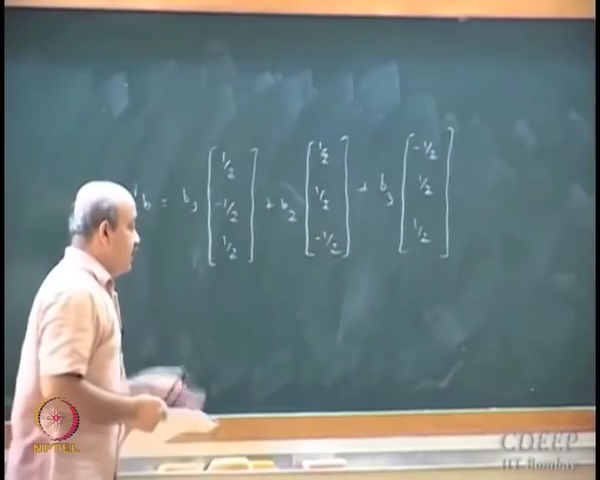 b = b₁ [1/2 -1/2 1/2] + b₂ [1/2 1/2 -1/2] + b₃ [-1/2 1/2 1/2]
NPTEL
CDEEP
IIT Bombay